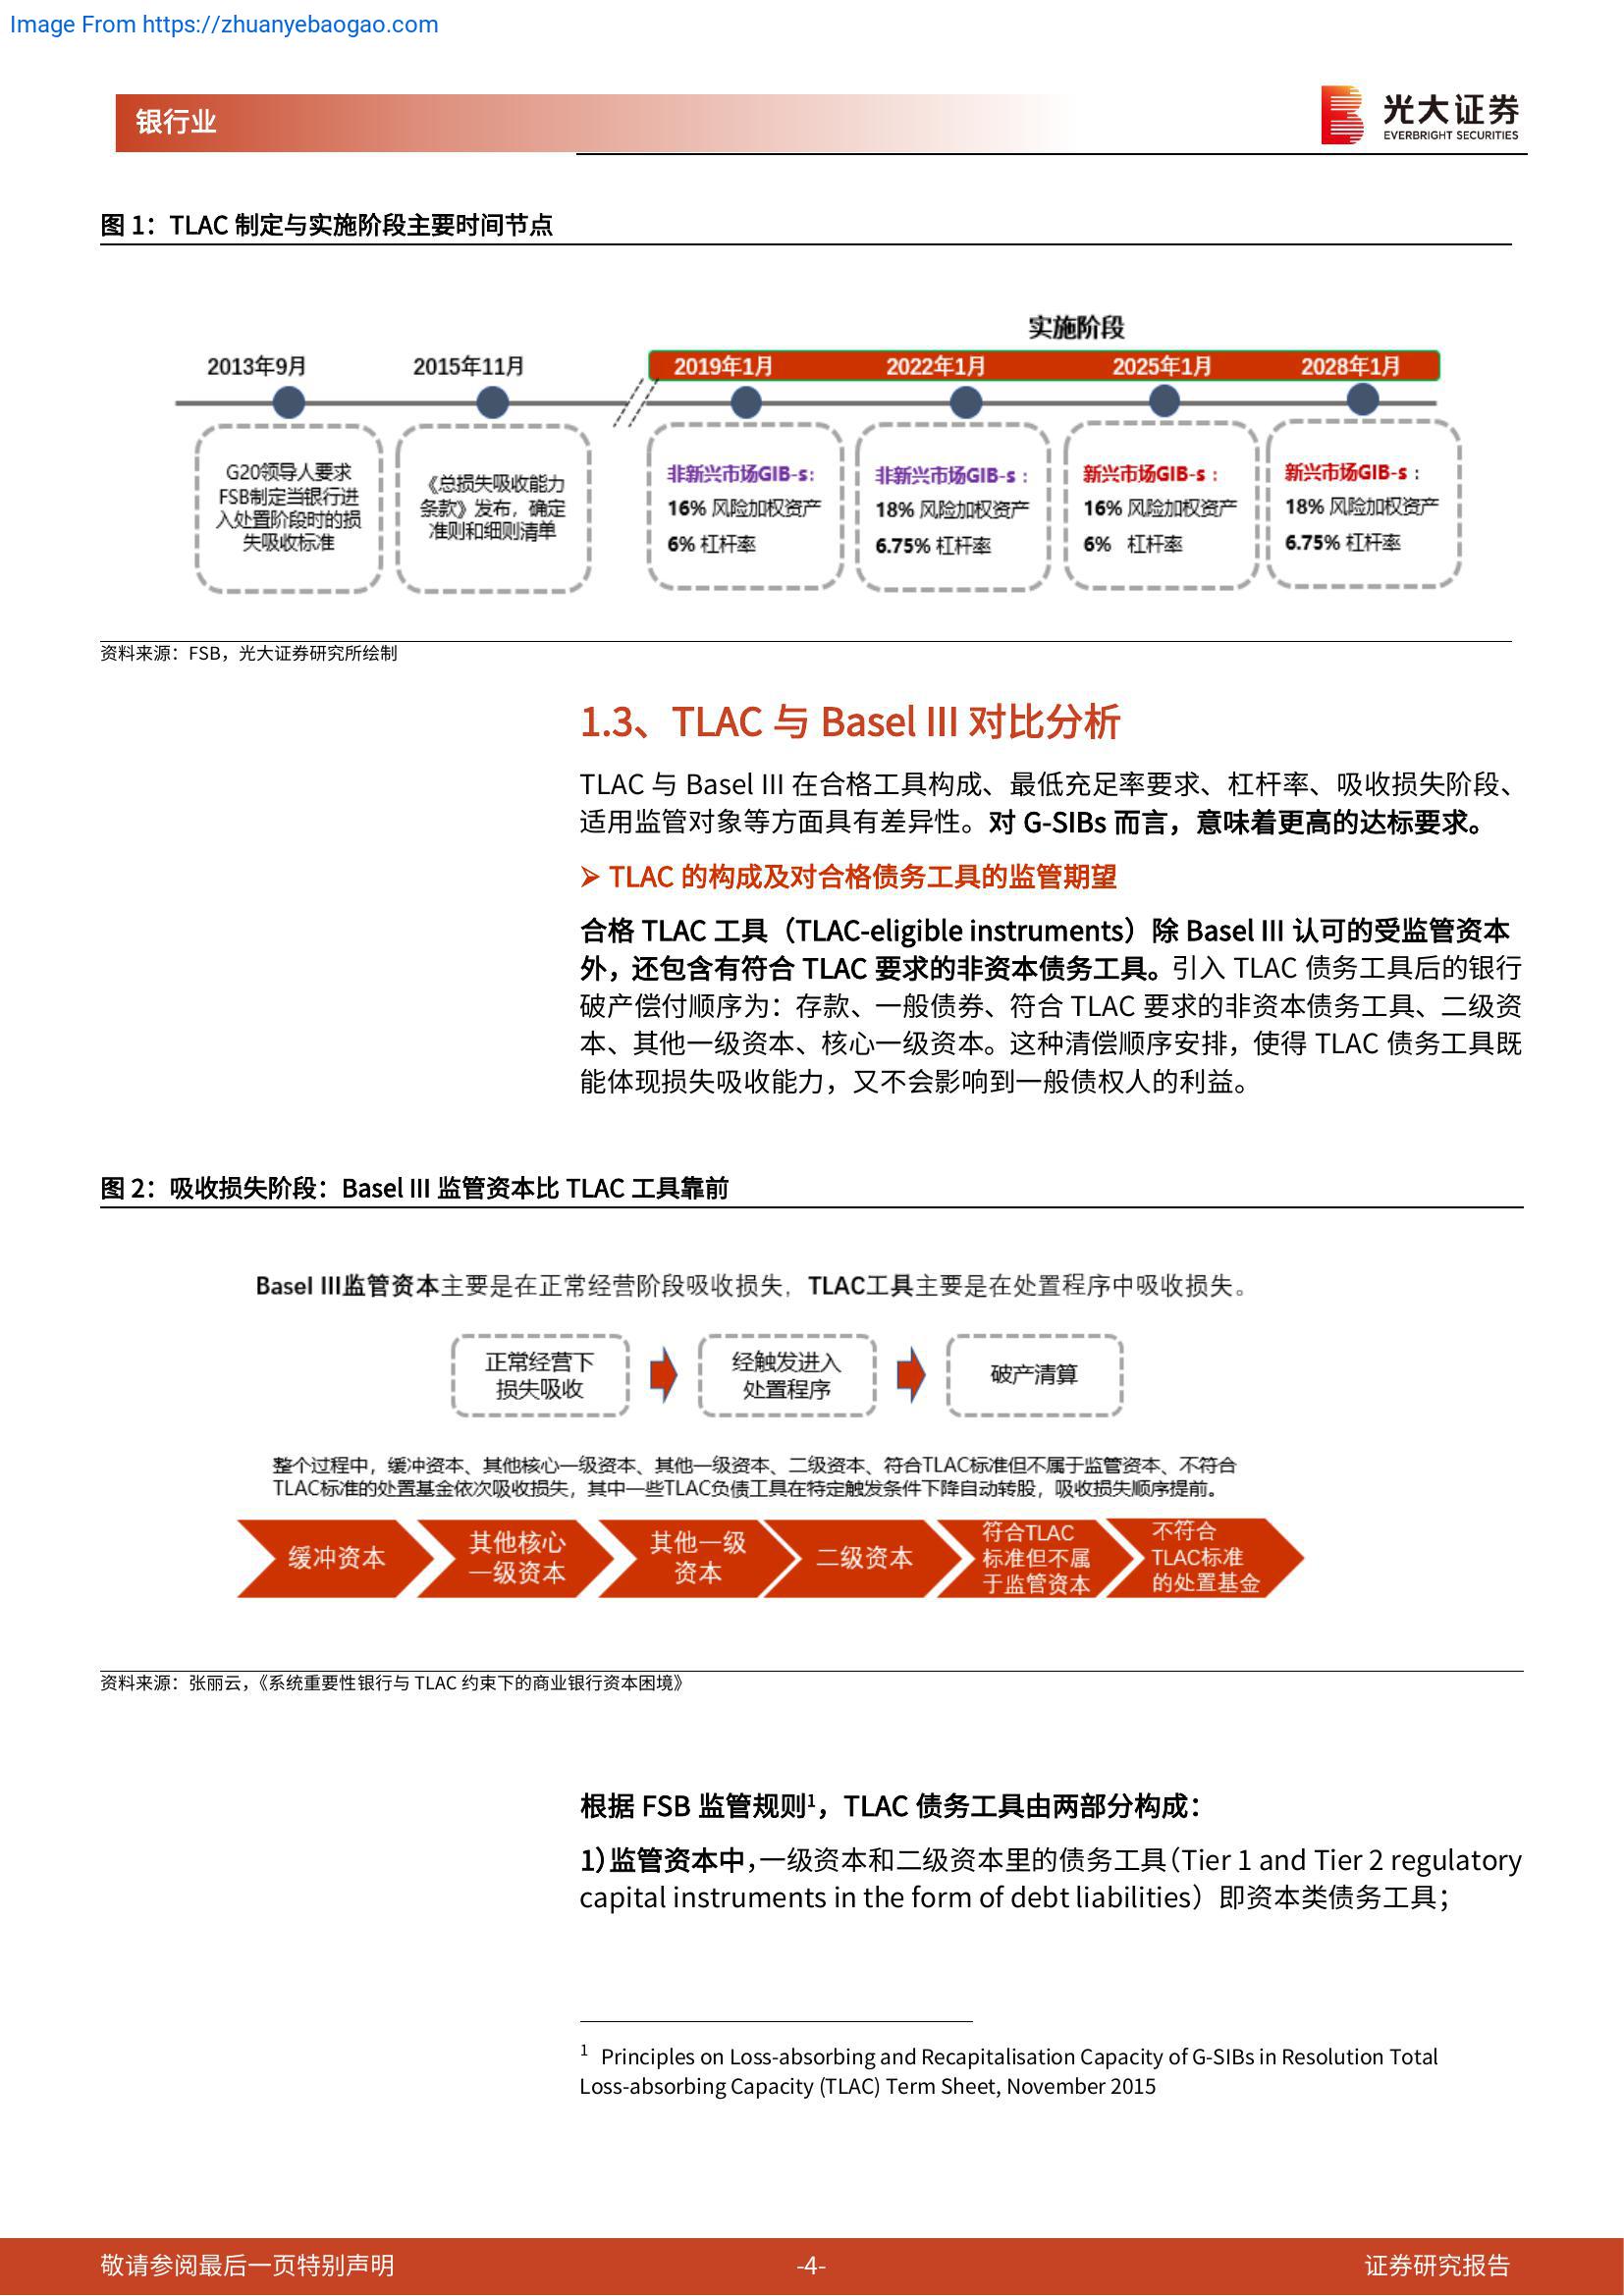 Image From https://zhuanyebaogao.com
银行业
光大证券
EVERBRIGHT SECURITIES
图 1：TLAC 制定与实施阶段主要时间节点
实施阶段
2013年9月
2015年11月
2019年1月
2022年1月
2025年1月
2028年1月
G20领导人要求
FSB制定当银行进
入处置阶段时的损
失吸收标准
《总损失吸收能力
条款》发布，确定
准则和细则清单
非新兴市场GIB-s:
16% 风险加权资产
6% 杠杆率
非新兴市场GIB-s :
18% 风险加权资产
6.75% 杠杆率
新兴市场GIB-s :
16% 风险加权资产
6% 杠杆率
新兴市场GIB-s :
18% 风险加权资产
6.75% 杠杆率
资料来源：FSB，光大证券研究所绘制
1.3、TLAC 与 Basel III 对比分析
TLAC 与 Basel III 在合格工具构成、最低充足率要求、杠杆率、吸收损失阶段、
适用监管对象等方面具有差异性。对 G-SIBs 而言，意味着更高的达标要求。
➢ TLAC 的构成及对合格债务工具的监管期望
合格 TLAC 工具（TLAC-eligible instruments）除 Basel III 认可的受监管资本
外，还包含有符合 TLAC 要求的非资本债务工具。引入 TLAC 债务工具后的银行
破产偿付顺序为：存款、一般债券、符合 TLAC 要求的非资本债务工具、二级资
本、其他一级资本、核心一级资本。这种清偿顺序安排，使得 TLAC 债务工具既
能体现损失吸收能力，又不会影响到一般债权人的利益。
图 2：吸收损失阶段：Basel III 监管资本比 TLAC 工具靠前
Basel III监管资本主要是在正常经营阶段吸收损失，TLAC工具主要是在处置程序中吸收损失。
正常经营下
损失吸收
经触发进入
处置程序
破产清算
整个过程中，缓冲资本、其他核心一级资本、其他一级资本、二级资本、符合TLAC标准但不属于监管资本、不符合
TLAC标准的处置基金依次吸收损失，其中一些TLAC负债工具在特定触发条件下降自动转股，吸收损失顺序提前。
缓冲资本
其他核心
一级资本
其他一级
资本
二级资本
符合TLAC
标准但不属
于监管资本
不符合
TLAC标准
的处置基金
资料来源：张丽云，《系统重要性银行与 TLAC 约束下的商业银行资本困境》
根据 FSB 监管规则1，TLAC 债务工具由两部分构成：
1）监管资本中，一级资本和二级资本里的债务工具（Tier 1 and Tier 2 regulatory
capital instruments in the form of debt liabilities）即资本类债务工具；
1 Principles on Loss-absorbing and Recapitalisation Capacity of G-SIBs in Resolution Total
Loss-absorbing Capacity (TLAC) Term Sheet, November 2015
敬请参阅最后一页特别声明
-4-
证券研究报告